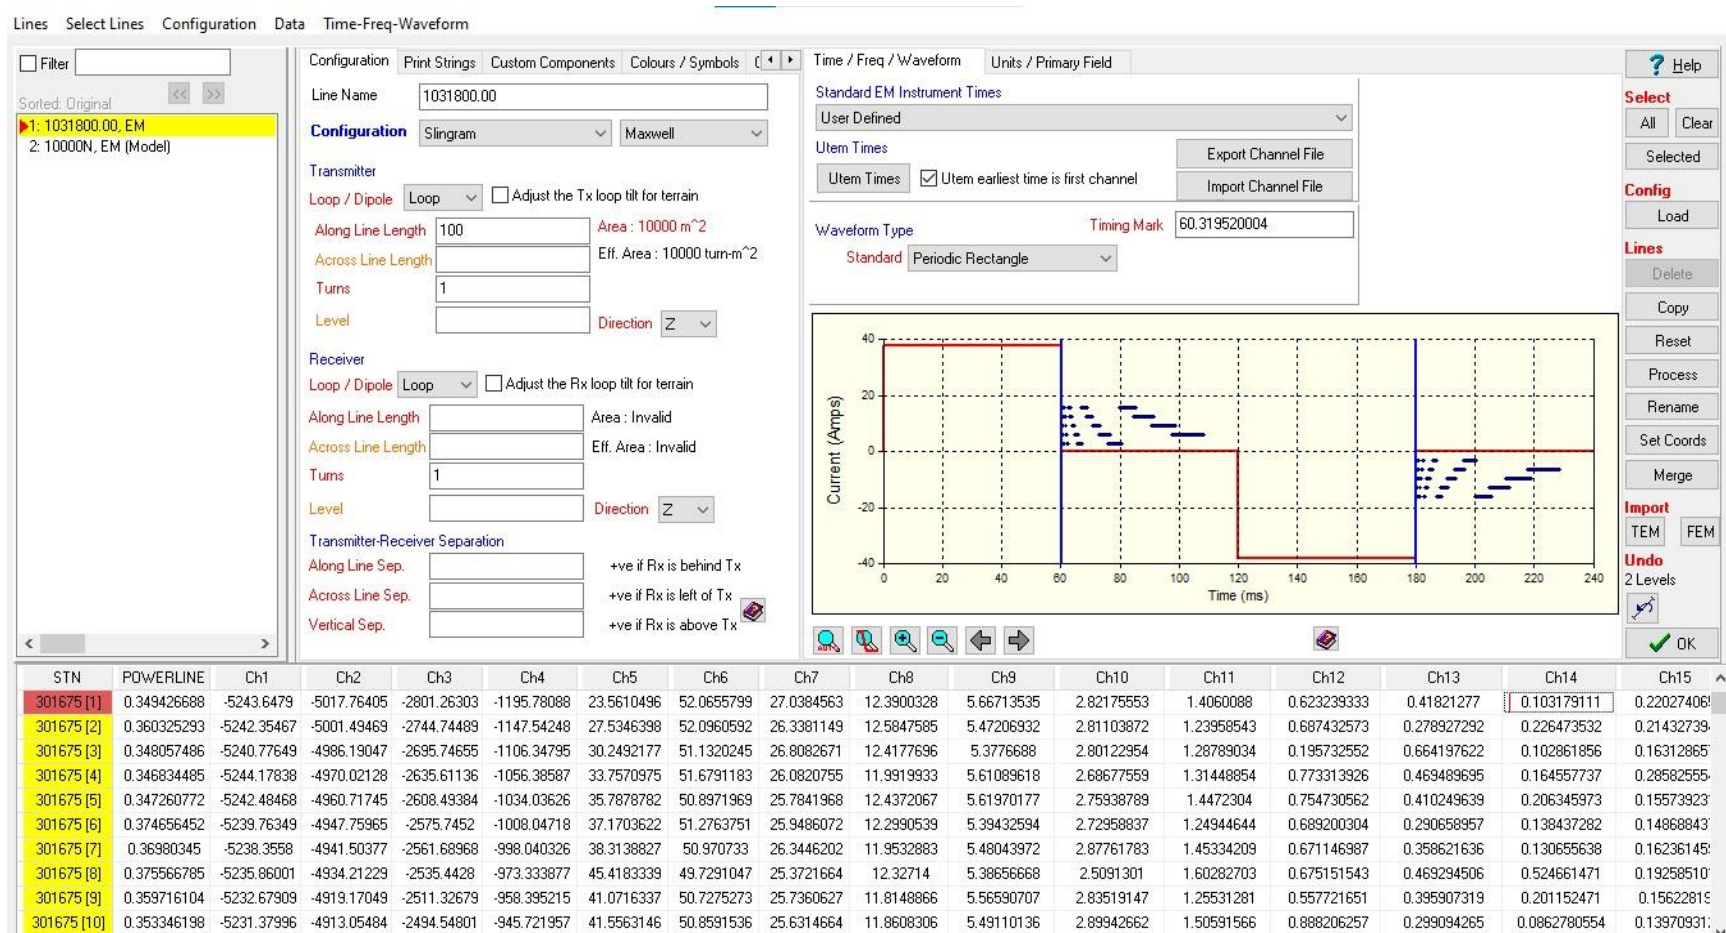 Lines Select Lines Configuration Data Time-Freq-Waveform
Filter
<< >>
Sorted: Original
1: 1031800.00, EM
2: 10000N, EM (Model)
Configuration Print Strings Custom Components Colours / Symbols
Line Name 1031800.00
Configuration Slingram Maxwell
Transmitter
Loop / Dipole Loop Adjust the Tx loop tilt for terrain
Along Line Length 100 Area : 10000 m^2
Across Line Length Eff. Area : 10000 turn-m^2
Turns 1
Level Direction Z
Receiver
Loop / Dipole Loop Adjust the Rx loop tilt for terrain
Along Line Length Area : Invalid
Across Line Length Eff. Area : Invalid
Turns 1
Level Direction Z
Transmitter-Receiver Separation
Along Line Sep. +ve if Rx is behind Tx
Across Line Sep. +ve if Rx is left of Tx
Vertical Sep. +ve if Rx is above Tx
Time / Freq / Waveform Units / Primary Field
Standard EM Instrument Times
User Defined
Utem Times
Export Channel File
Utem Times Utem earliest time is first channel
Import Channel File
Waveform Type Timing Mark 60.319520004
Standard Periodic Rectangle
Current (Amps)
40
20
0
-20
-40
0 20 40 60 80 100 120 140 160 180 200 220 240
Time (ms)
? Help
Select
All Clear
Selected
Config
Load
Lines
Delete
Copy
Reset
Process
Rename
Set Coords
Merge
Import
TEM FEM
Undo
2 Levels
OK
STN POWERLINE Ch1 Ch2 Ch3 Ch4 Ch5 Ch6 Ch7 Ch8 Ch9 Ch10 Ch11 Ch12 Ch13 Ch14 Ch15
301675 [1] 0.349426688 -5243.6479 -5017.76405 -2801.26303 -1195.78088 23.5610496 52.0655799 27.0384563 12.3900328 5.66713535 2.82175553 1.4060088 0.623239333 0.41821277 0.103179111 0.22027406
301675 [2] 0.360325293 -5242.35467 -5001.49469 -2744.74489 -1147.54248 27.5346398 52.0960592 26.3381149 12.5847585 5.47206932 2.81103872 1.23958543 0.687432573 0.278927292 0.226473532 0.21432739
301675 [3] 0.348057486 -5240.77649 -4986.19047 -2695.74655 -1106.34795 30.2492177 51.1320245 26.8082671 12.4177696 5.3776688 2.80122954 1.28789034 0.195732552 0.664197622 0.102861856 0.16312865
301675 [4] 0.346834485 -5244.17838 -4970.02128 -2635.61136 -1056.38587 33.7570975 51.6791183 26.0820755 11.9919933 5.61089618 2.68677559 1.31448854 0.773313926 0.469489695 0.164557737 0.28582555
301675 [5] 0.347260772 -5242.48468 -4960.71745 -2608.49384 -1034.03626 35.7878782 50.8971969 25.7841968 12.4372067 5.61970177 2.75938789 1.4472304 0.754730562 0.410249639 0.206345973 0.15573923
301675 [6] 0.374656452 -5239.76349 -4947.75965 -2575.7452 -1008.04718 37.1703622 51.2763751 25.9486072 12.2990539 5.39432594 2.72958837 1.24944644 0.689200304 0.290658957 0.138437282 0.14868843
301675 [7] 0.36980345 -5238.3558 -4941.50377 -2561.68968 -998.040326 38.3138827 50.970733 26.3446202 11.9532883 5.48043972 2.87761783 1.45334209 0.671146987 0.358621636 0.130655638 0.16236145
301675 [8] 0.375566785 -5235.86001 -4934.21229 -2535.4428 -973.333877 45.4183339 49.7291047 25.3721664 12.32714 5.38656668 2.5091301 1.60282703 0.675151543 0.469294506 0.524661471 0.19258510
301675 [9] 0.359716104 -5232.67909 -4919.17049 -2511.32679 -958.395215 41.0716337 50.7275273 25.7360627 11.8148866 5.56590707 2.83519147 1.25531281 0.557721651 0.395907319 0.201152471 0.1562281
301675 [10] 0.353346198 -5231.37996 -4913.05484 -2494.54801 -945.721957 41.5563146 50.8591536 25.6314664 11.8608306 5.49110136 2.89942662 1.50591566 0.888206257 0.299094265 0.0862780554 0.13970931